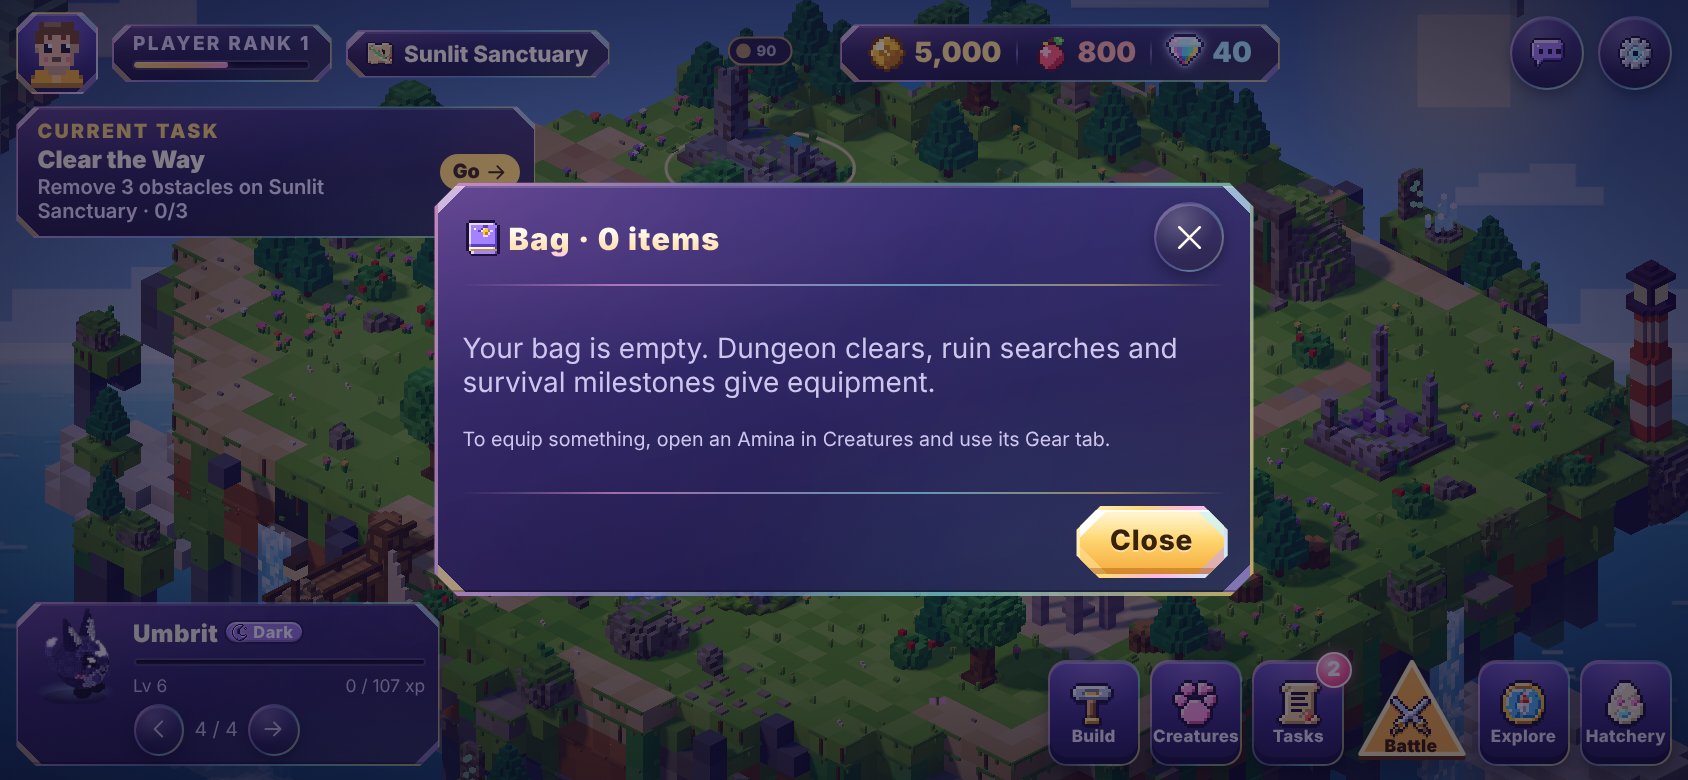 PLAYER RANK 1
Sunlit Sanctuary
90
5,000
800
40
CURRENT TASK
Clear the Way
Remove 3 obstacles on Sunlit
Sanctuary · 0/3
Go →
Bag · 0 items
Your bag is empty. Dungeon clears, ruin searches and
survival milestones give equipment.
To equip something, open an Amina in Creatures and use its Gear tab.
Close
Umbrit
Dark
Lv 6
0 / 107 xp
4 / 4
Build
Creatures
2
Tasks
Battle
Explore
Hatchery